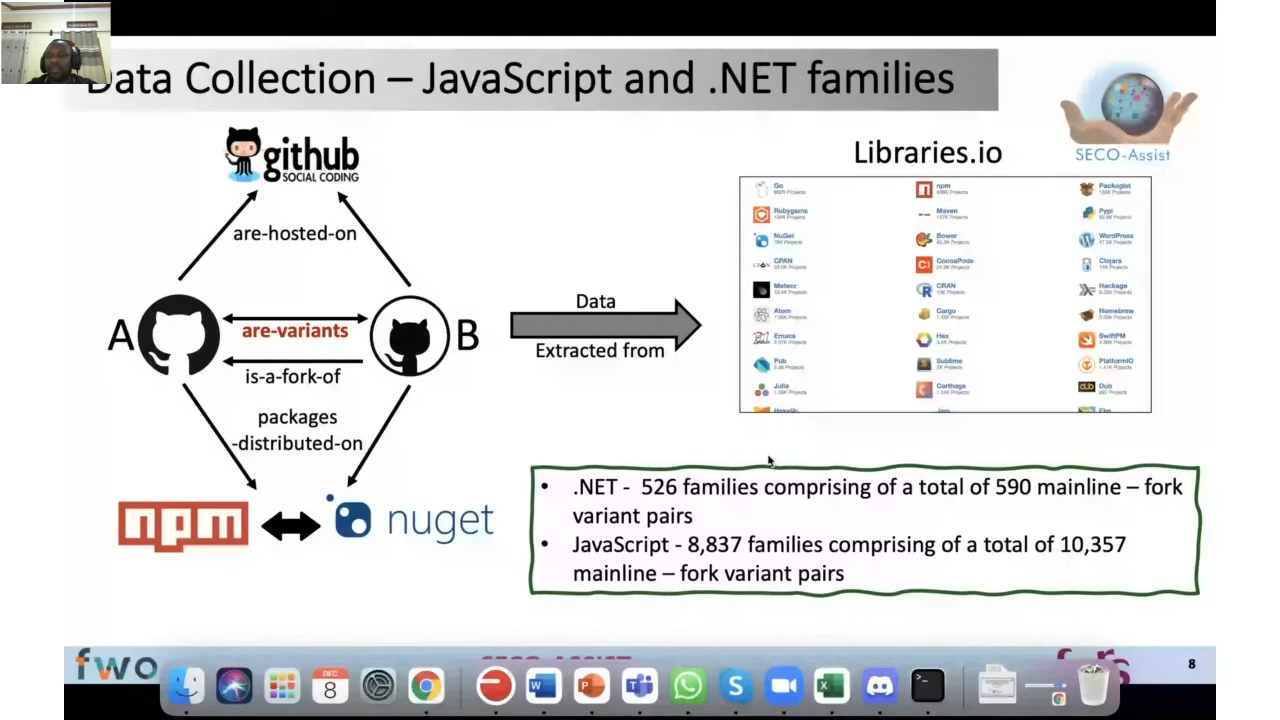 Data Collection – JavaScript and .NET families
github
SOCIAL CODING
SECO-Assist
Libraries.io
are-hosted-on
A
are-variants
B
is-a-fork-of
packages
-distributed-on
npm
nuget
Data
Extracted from
Go
npm
Packagist
Rubygems
Maven
Pypi
NuGet
Bower
WordPress
CPAN
CocoaPods
Clojars
Meteor
CRAN
Hackage
Atom
Cargo
Homebrew
Emacs
Hex
SwiftPM
Pub
Sublime
PlatformIO
Julia
Carthage
Dub
• .NET - 526 families comprising of a total of 590 mainline – fork
variant pairs
• JavaScript - 8,837 families comprising of a total of 10,357
mainline – fork variant pairs
fwo
DEC
8
8